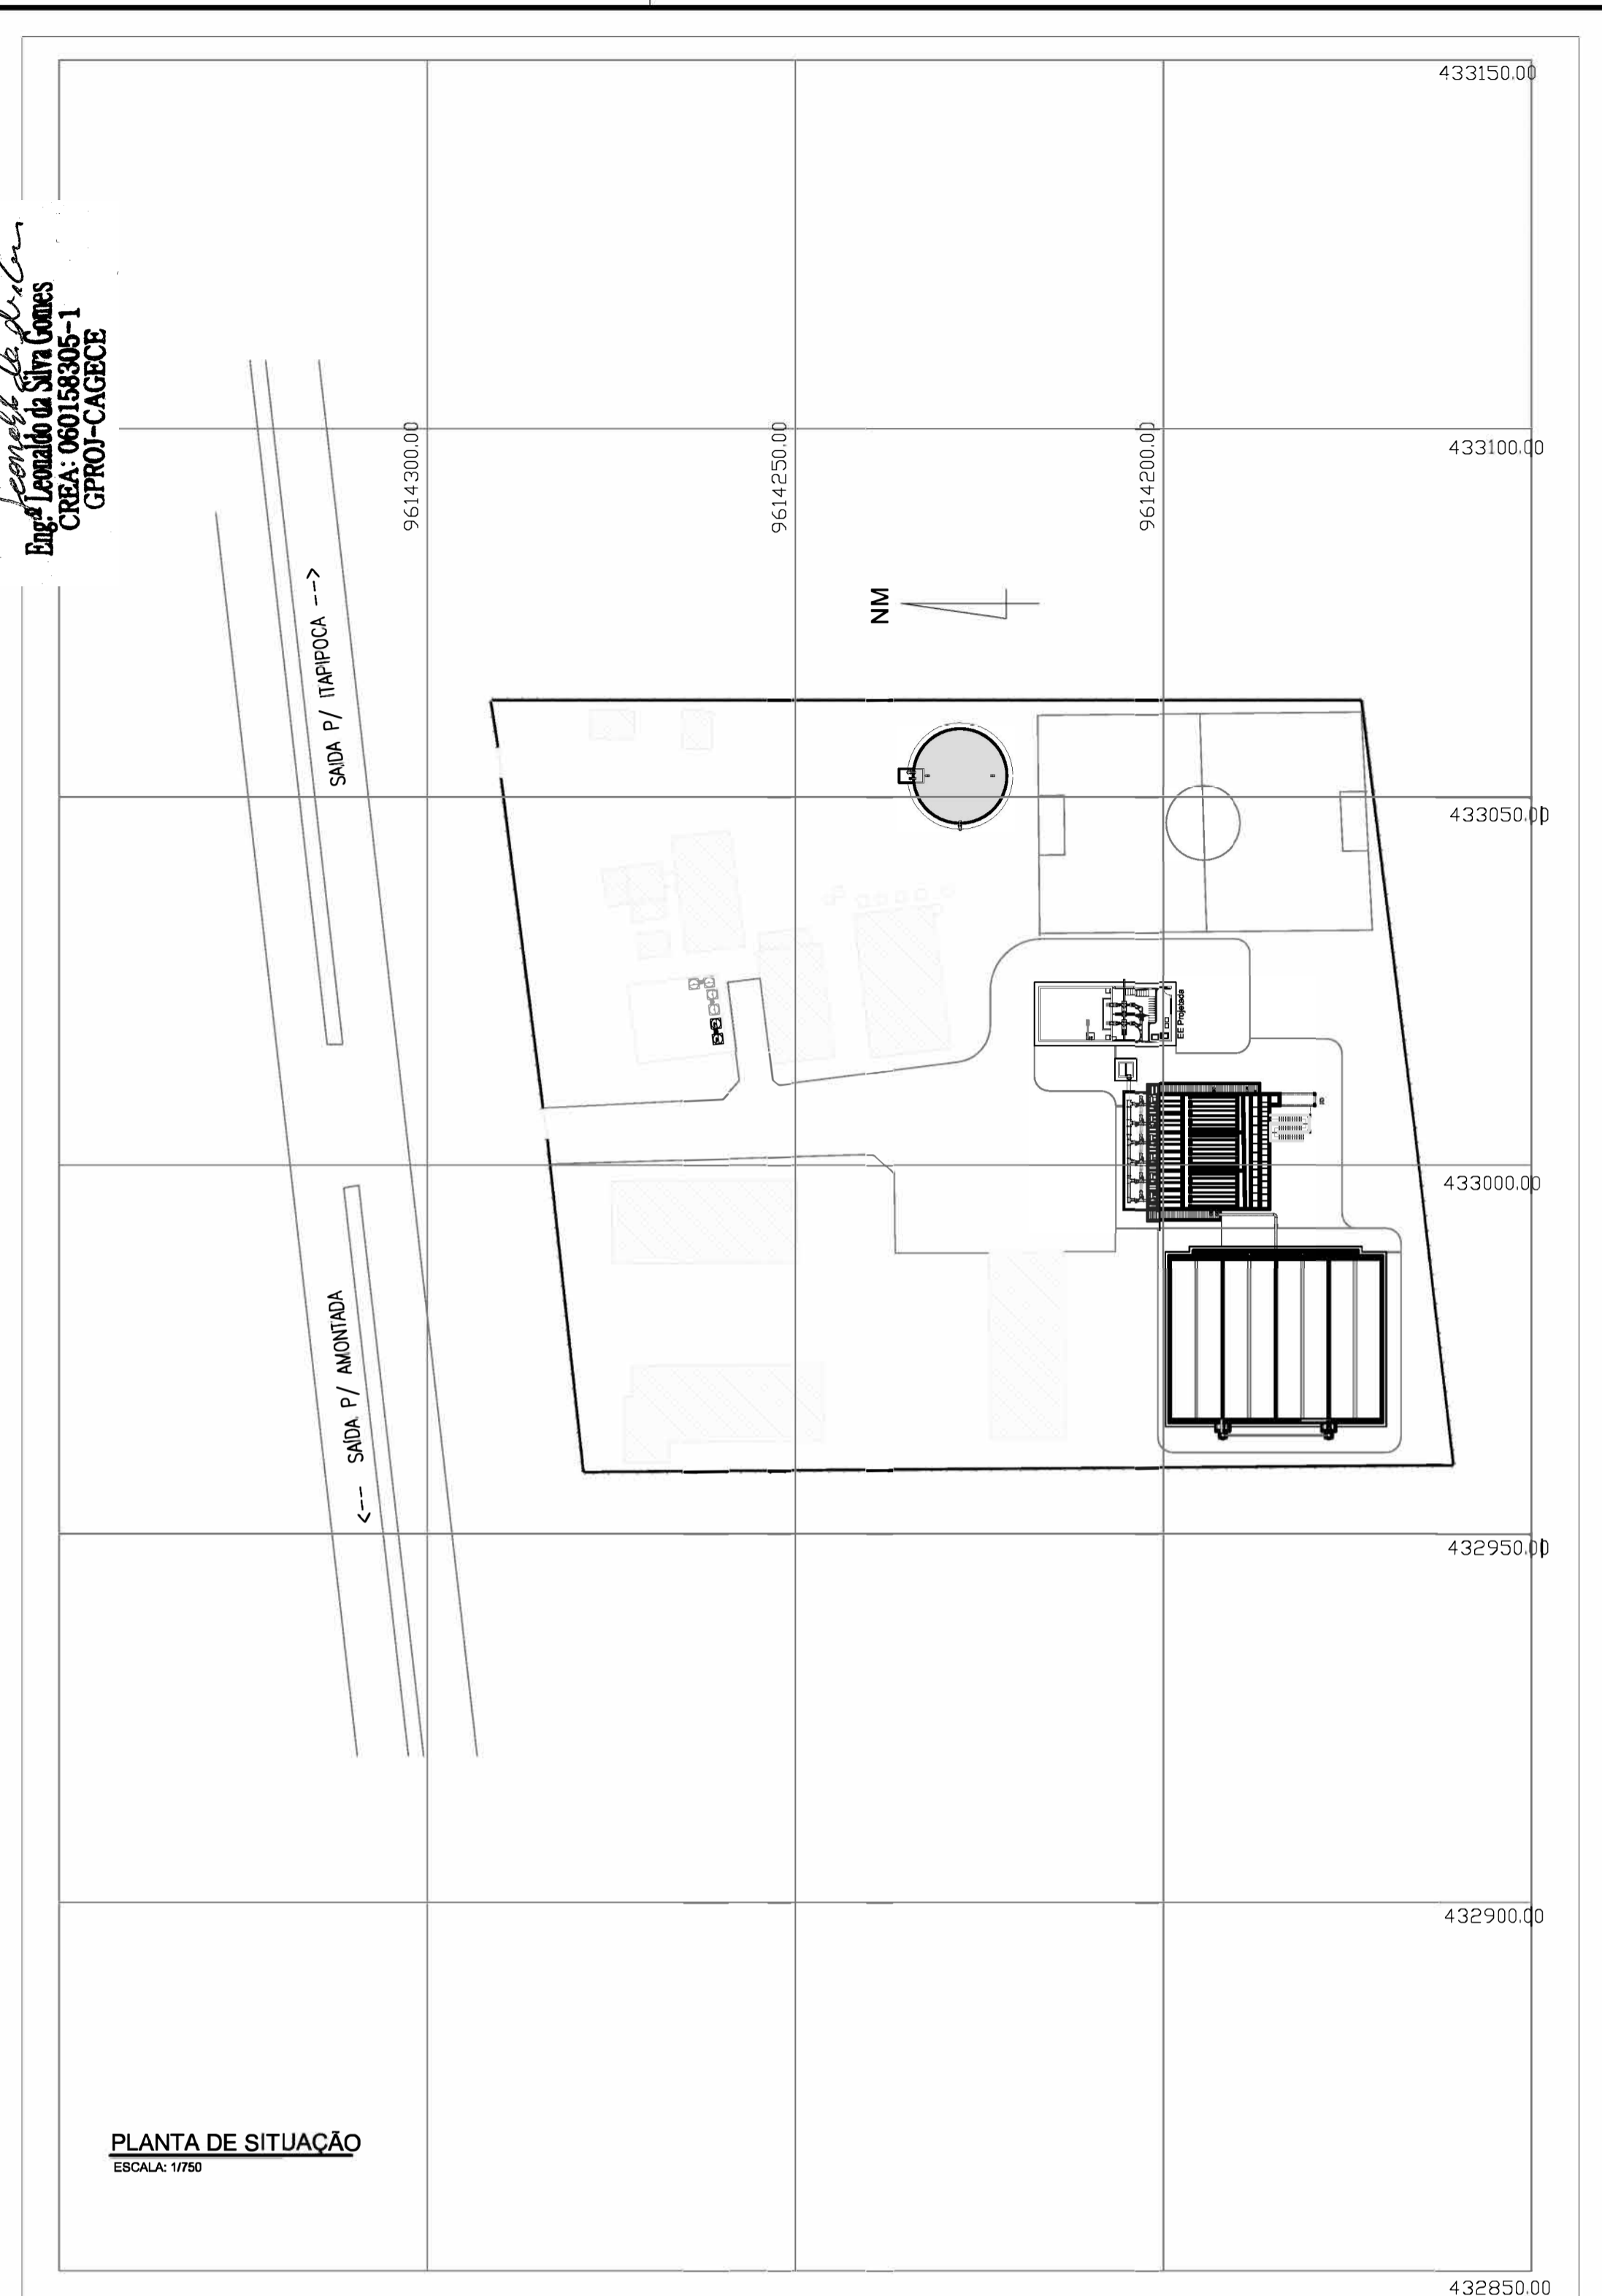 433150.00
Eng.º Leonaldo da Silva Gomes
CREA: 060158305-1
GPROJ-CAGECE
9614300.00
9614250.00
9614200.00
433100.00
SAIDA P/ ITAPIPOCA --->
NM
433050.00
EE Projetada
433000.00
<--- SAÍDA P/ AMONTADA
432950.00
432900.00
PLANTA DE SITUAÇÃO
ESCALA: 1/750
432850.00